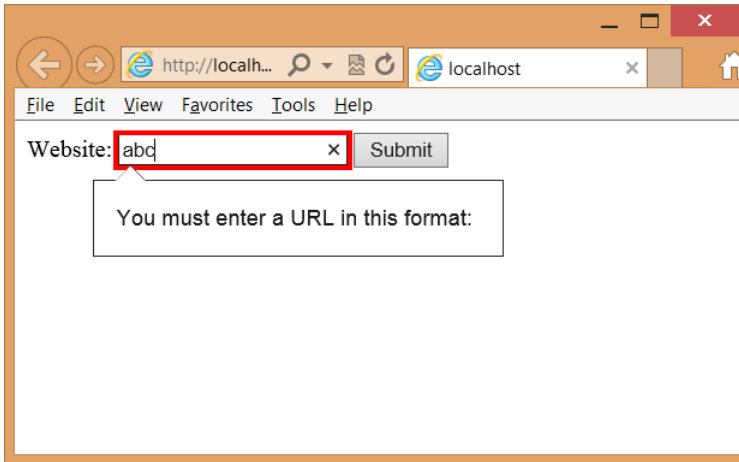 http://localh...
localhost
File Edit View Favorites Tools Help
Website: abc Submit
You must enter a URL in this format: